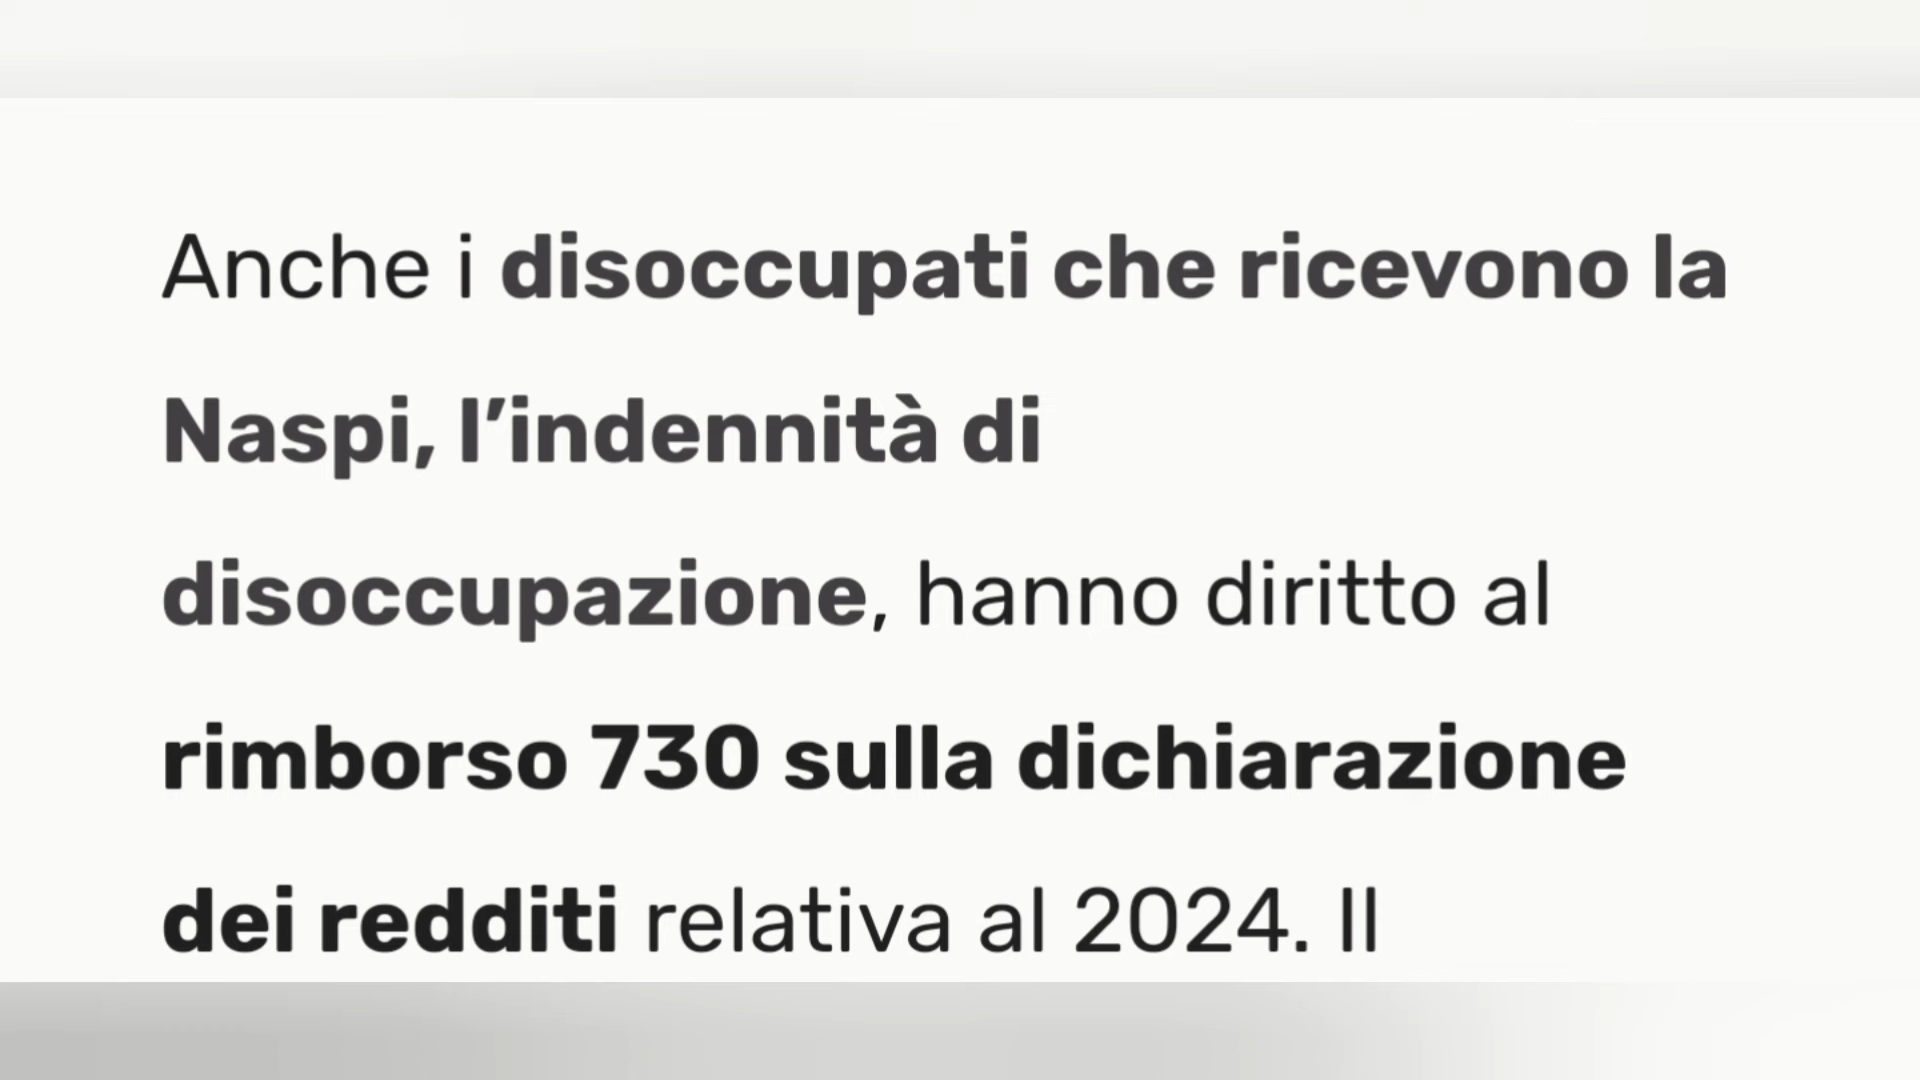 Anche i disoccupati che ricevono la
Naspi, l’indennità di
disoccupazione, hanno diritto al
rimborso 730 sulla dichiarazione
dei redditi relativa al 2024. Il